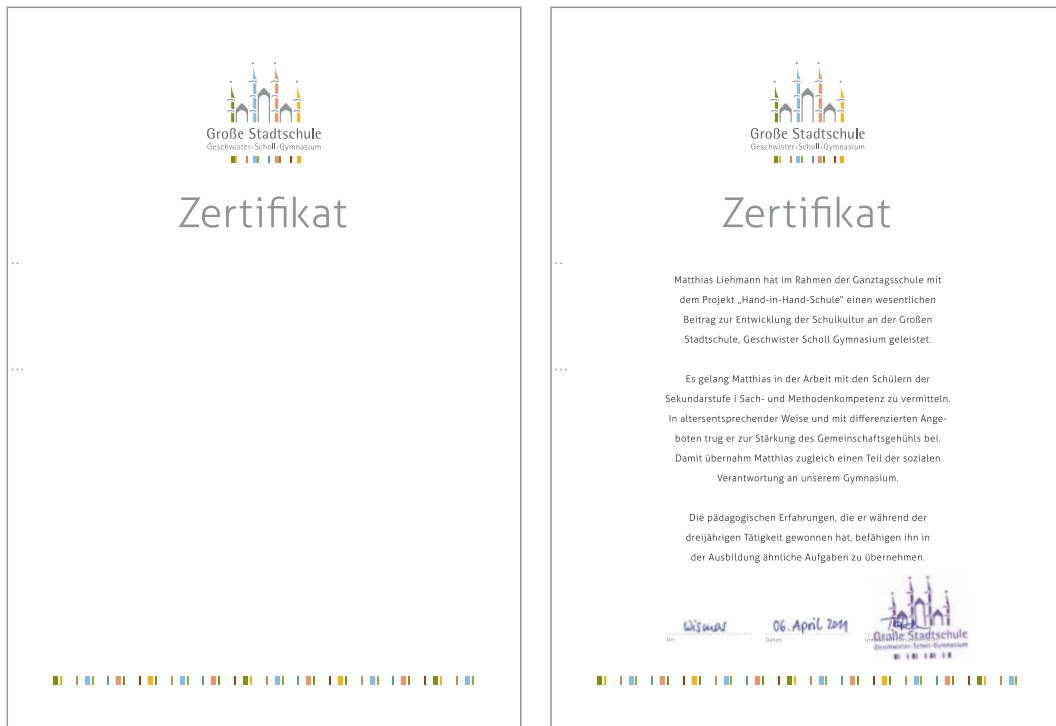 Große Stadtschule
Geschwister·Scholl·Gymnasium
Zertifikat
Große Stadtschule
Geschwister·Scholl·Gymnasium
Zertifikat
Matthias Liehmann hat im Rahmen der Ganztagsschule mit
dem Projekt „Hand-in-Hand-Schule“ einen wesentlichen
Beitrag zur Entwicklung der Schulkultur an der Großen
Stadtschule, Geschwister Scholl Gymnasium geleistet.
Es gelang Matthias in der Arbeit mit den Schülern der
Sekundarstufe I Sach- und Methodenkompetenz zu vermitteln.
In altersentsprechender Weise und mit differenzierten Ange-
boten trug er zur Stärkung des Gemeinschaftsgefühls bei.
Damit übernahm Matthias zugleich einen Teil der sozialen
Verantwortung an unserem Gymnasium.
Die pädagogischen Erfahrungen, die er während der
dreijährigen Tätigkeit gewonnen hat, befähigen ihn in
der Ausbildung ähnliche Aufgaben zu übernehmen.
Wismar 06. April 2011
Ort Datum
Große Stadtschule
Geschwister-Scholl-Gymnasium